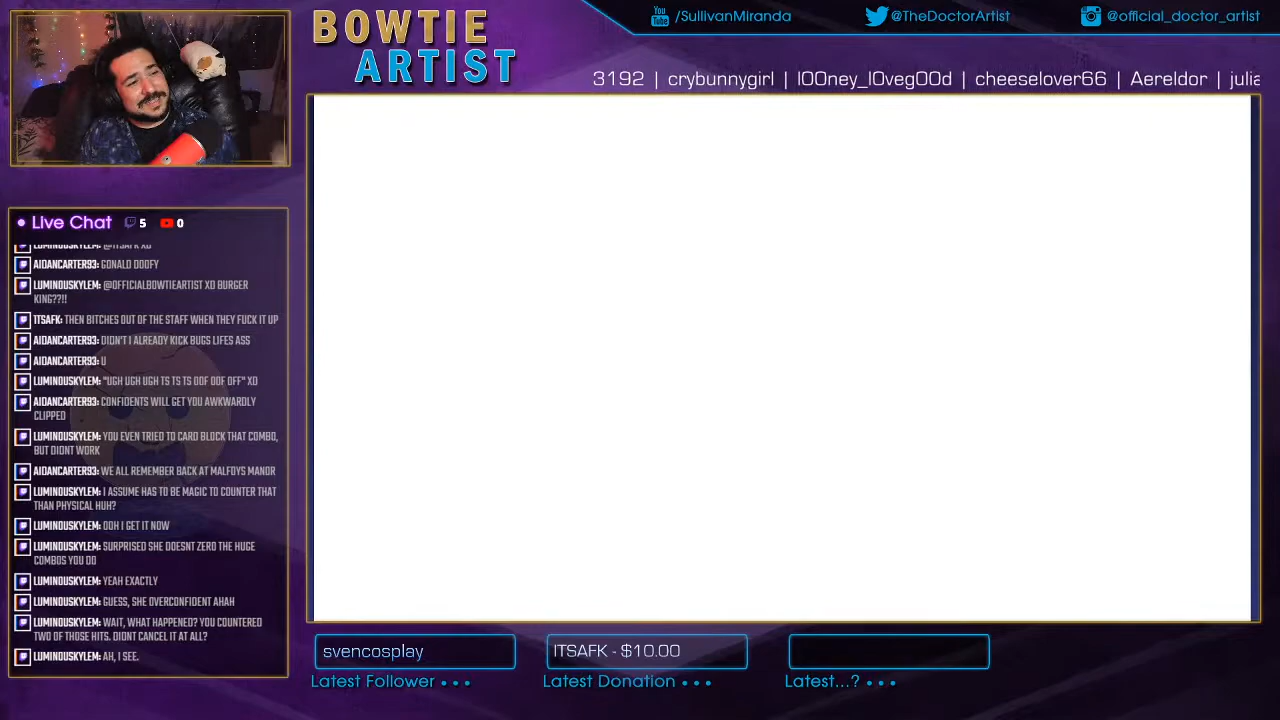 BOWTIE
ARTIST
You
Tube
/SullivanMiranda
@TheDoctorArtist
@official_doctor_artist
3192 | crybunnygirl | l00ney_l0veg00d | cheeselover66 | Aereldor | julia
Live Chat 5 0
LUMINOUSKYLEM: @ITSAFK XD
AIDANCARTER93: GONALD DOOFY
LUMINOUSKYLEM: @OFFICIALBOWTIEARTIST XD BURGER
KING??!!
ITSAFK: THEN BITCHES OUT OF THE STAFF WHEN THEY FUCK IT UP
AIDANCARTER93: DIDN'T I ALREADY KICK BUGS LIFES ASS
AIDANCARTER93: U
LUMINOUSKYLEM: "UGH UGH UGH TS TS TS OOF OOF OFF" XD
AIDANCARTER93: CONFIDENTS WILL GET YOU AWKWARDLY
CLIPPED
LUMINOUSKYLEM: YOU EVEN TRIED TO CARD BLOCK THAT COMBO,
BUT DIDNT WORK
AIDANCARTER93: WE ALL REMEMBER BACK AT MALFOYS MANOR
LUMINOUSKYLEM: I ASSUME HAS TO BE MAGIC TO COUNTER THAT
THAN PHYSICAL HUH?
LUMINOUSKYLEM: OOH I GET IT NOW
LUMINOUSKYLEM: SURPRISED SHE DOESNT ZERO THE HUGE
COMBOS YOU DO
LUMINOUSKYLEM: YEAH EXACTLY
LUMINOUSKYLEM: GUESS, SHE OVERCONFIDENT AHAH
LUMINOUSKYLEM: WAIT, WHAT HAPPENED? YOU COUNTERED
TWO OF THOSE HITS. DIDNT CANCEL IT AT ALL?
LUMINOUSKYLEM: AH, I SEE.
svencosplay
Latest Follower • • •
ITSAFK - $10.00
Latest Donation • • •
Latest...? • • •